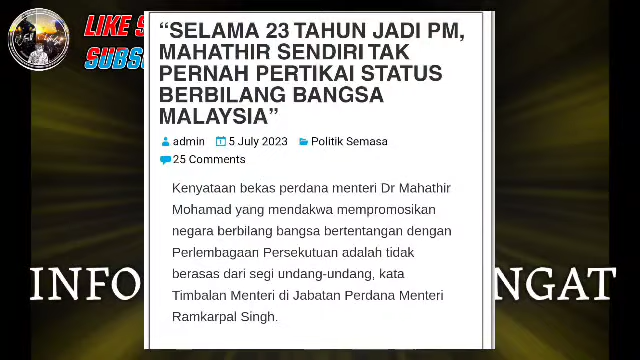 LIKE S
SUBS
“SELAMA 23 TAHUN JADI PM,
MAHATHIR SENDIRI TAK
PERNAH PERTIKAI STATUS
BERBILANG BANGSA
MALAYSIA”
admin 5 July 2023 Politik Semasa
25 Comments
Kenyataan bekas perdana menteri Dr Mahathir
Mohamad yang mendakwa mempromosikan
negara berbilang bangsa bertentangan dengan
Perlembagaan Persekutuan adalah tidak
berasas dari segi undang-undang, kata
Timbalan Menteri di Jabatan Perdana Menteri
Ramkarpal Singh.
INFO NGAT